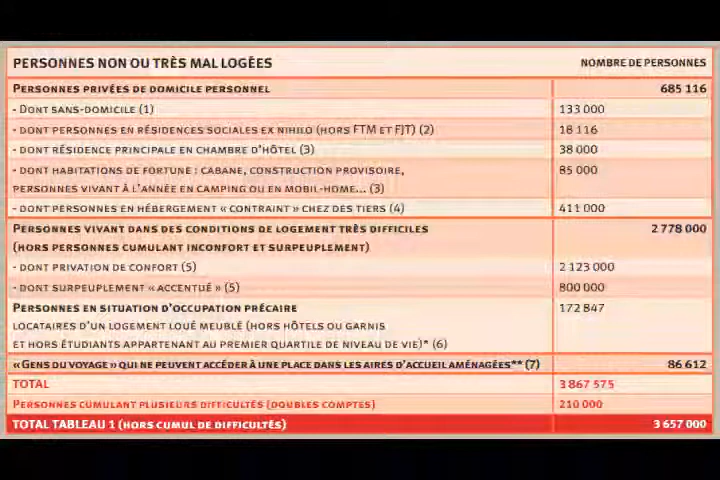 PERSONNES NON OU TRÈS MAL LOGÉES NOMBRE DE PERSONNES
PERSONNES PRIVÉES DE DOMICILE PERSONNEL 685 116
- DONT SANS-DOMICILE (1) 133 000
- DONT PERSONNES EN RÉSIDENCES SOCIALES EX NIHILO (HORS FTM ET FJT) (2) 18 116
- DONT RÉSIDENCE PRINCIPALE EN CHAMBRE D'HÔTEL (3) 38 000
- DONT HABITATIONS DE FORTUNE : CABANE, CONSTRUCTION PROVISOIRE, 85 000
PERSONNES VIVANT À L'ANNÉE EN CAMPING OU EN MOBIL-HOME... (3)
- DONT PERSONNES EN HÉBERGEMENT « CONTRAINT » CHEZ DES TIERS (4) 411 000
PERSONNES VIVANT DANS DES CONDITIONS DE LOGEMENT TRÈS DIFFICILES 2 778 000
(HORS PERSONNES CUMULANT INCONFORT ET SURPEUPLEMENT)
- DONT PRIVATION DE CONFORT (5) 2 123 000
- DONT SURPEUPLEMENT « ACCENTUÉ » (5) 800 000
PERSONNES EN SITUATION D'OCCUPATION PRÉCAIRE 172 847
LOCATAIRES D'UN LOGEMENT LOUÉ MEUBLÉ (HORS HÔTELS OU GARNIS
ET HORS ÉTUDIANTS APPARTENANT AU PREMIER QUARTILE DE NIVEAU DE VIE)* (6)
« GENS DU VOYAGE » QUI NE PEUVENT ACCÉDER À UNE PLACE DANS LES AIRES D'ACCUEIL AMÉNAGÉES** (7) 86 612
TOTAL 3 867 575
PERSONNES CUMULANT PLUSIEURS DIFFICULTÉS (DOUBLES COMPTES) 210 000
TOTAL TABLEAU 1 (HORS CUMUL DE DIFFICULTÉS) 3 657 000